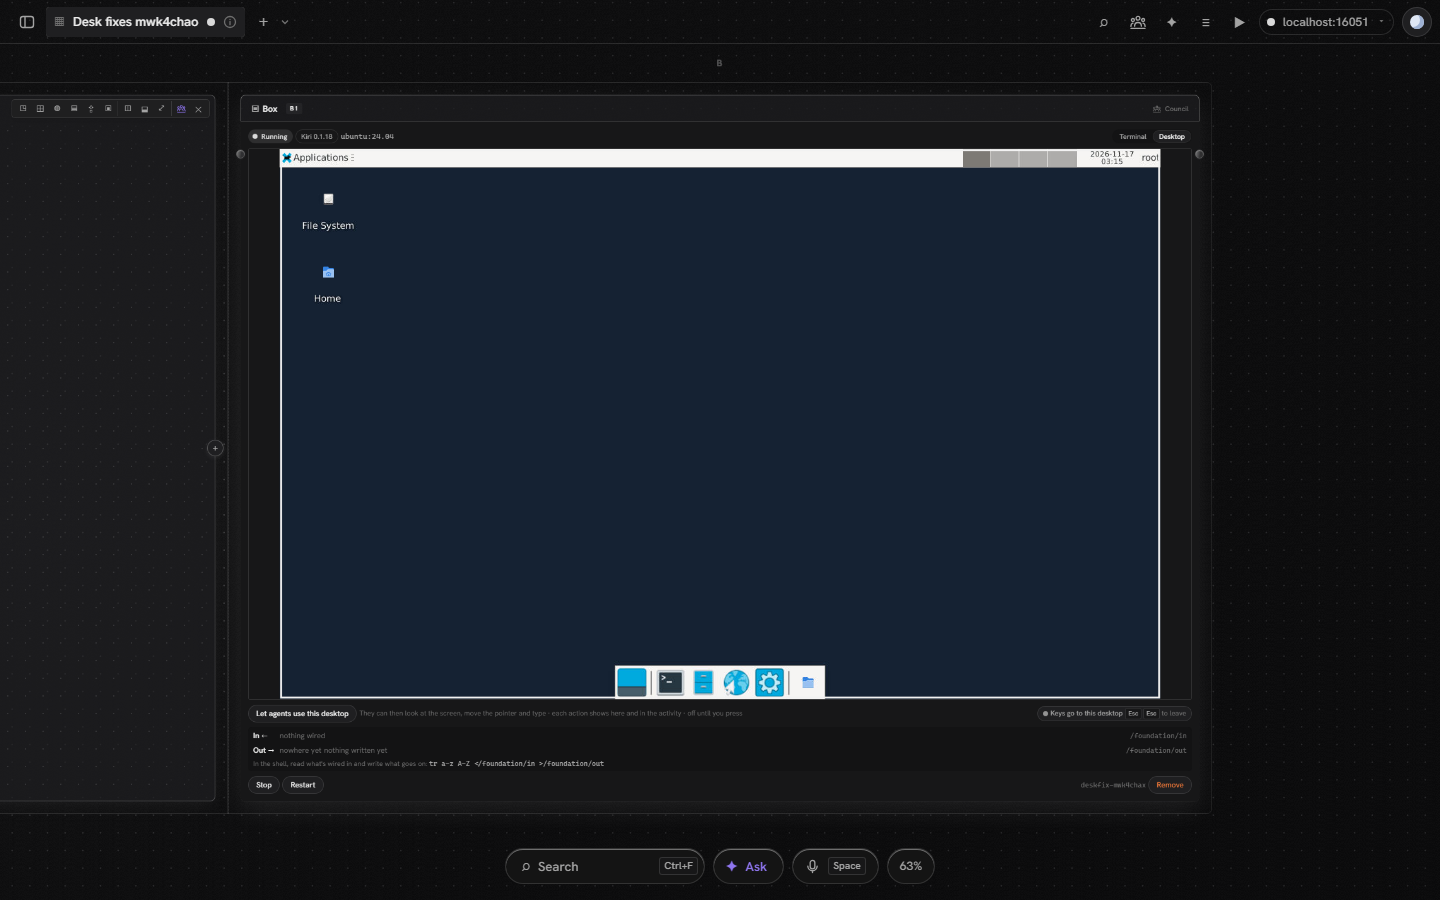 Desk fixes mwk4chao
localhost:16051
B
Box B1
Council
Running Kiri 0.1.18 ubuntu:24.04
Terminal Desktop
Applications
2026-11-17
03:15
root
File System
Home
Let agents use this desktop They can then look at the screen, move the pointer and type · each action shows here and in the activity · off until you press
Keys go to this desktop Esc Esc to leave
In ← nothing wired /foundation/in
Out → nowhere yet nothing written yet /foundation/out
In the shell, read what's wired in and write what goes on: tr a-z A-Z </foundation/in >/foundation/out
Stop Restart
Remove
Search Ctrl+F
Ask
Space
63%